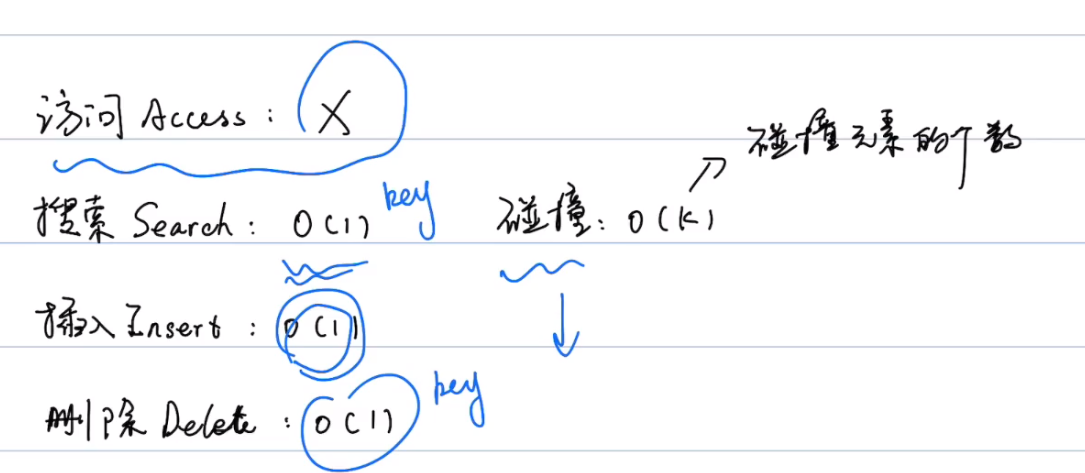 访问 Access: X
碰撞元素的个数
搜索 Search: O(1) key 碰撞: O(K)
插入 Insert: O(1)
删除 Delete: O(1) key